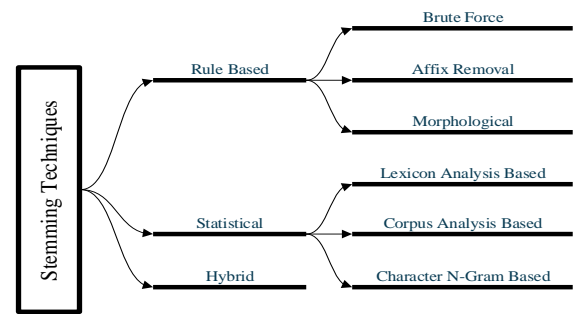 Stemming Techniques
Rule Based
Brute Force
Affix Removal
Morphological
Statistical
Lexicon Analysis Based
Corpus Analysis Based
Character N-Gram Based
Hybrid